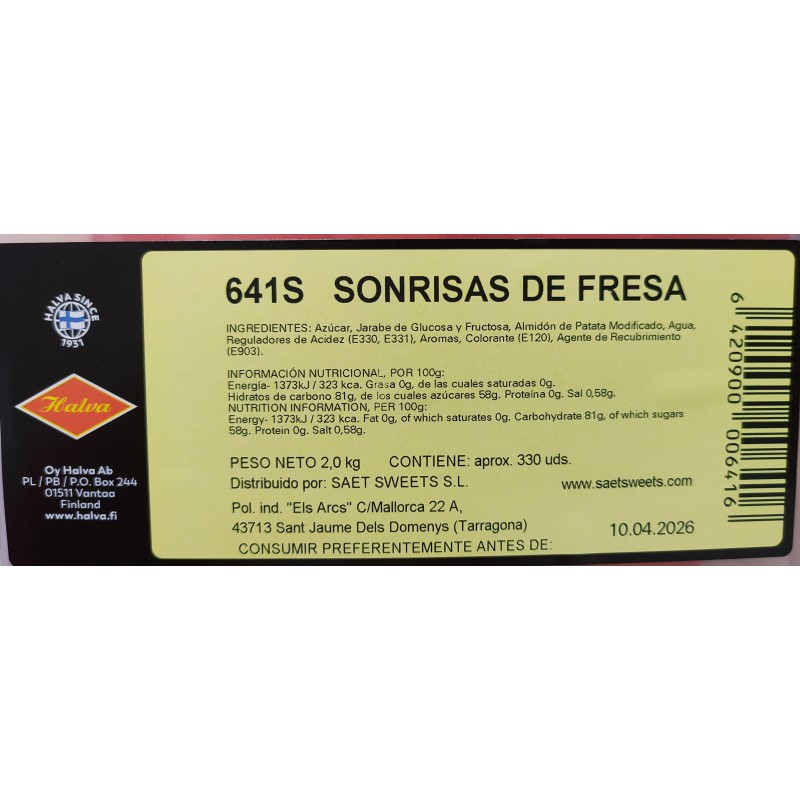 HALVA SINCE
1931
Halva
Oy Halva Ab
PL / PB / P.O. Box 244
01511 Vantaa
Finland
www.halva.fi
641S SONRISAS DE FRESA
INGREDIENTES: Azúcar, Jarabe de Glucosa y Fructosa, Almidón de Patata Modificado, Agua,
Reguladores de Acidez (E330, E331), Aromas, Colorante (E120), Agente de Recubrimiento
(E903).
INFORMACIÓN NUTRICIONAL, POR 100g:
Energía- 1373kJ / 323 kca. Grasa 0g, de las cuales saturadas 0g.
Hidratos de carbono 81g, de los cuales azúcares 58g. Proteína 0g. Sal 0,58g.
NUTRITION INFORMATION, PER 100g:
Energy- 1373kJ / 323 kca. Fat 0g, of which saturates 0g. Carbohydrate 81g, of which sugars
58g. Protein 0g. Salt 0,58g.
PESO NETO 2,0 kg CONTIENE: aprox. 330 uds.
Distribuido por: SAET SWEETS S.L. www.saetsweets.com
Pol. ind. "Els Arcs" C/Mallorca 22 A,
43713 Sant Jaume Dels Domenys (Tarragona)
CONSUMIR PREFERENTEMENTE ANTES DE: 10.04.2026
6 420900 006416